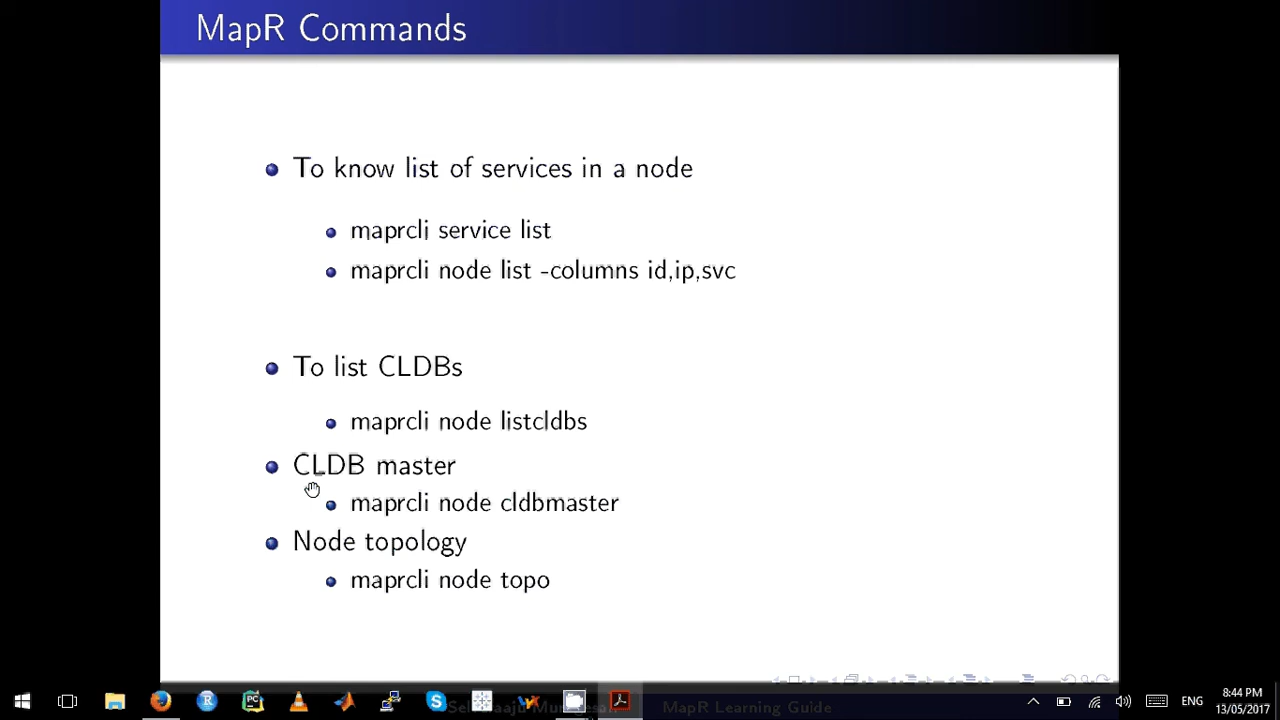 MapR Commands
To know list of services in a node
maprcli service list
maprcli node list -columns id,ip,svc
To list CLDBs
maprcli node listcldbs
CLDB master
maprcli node cldbmaster
Node topology
maprcli node topo
MapR Learning Guide
ENG
8:44 PM
13/05/2017